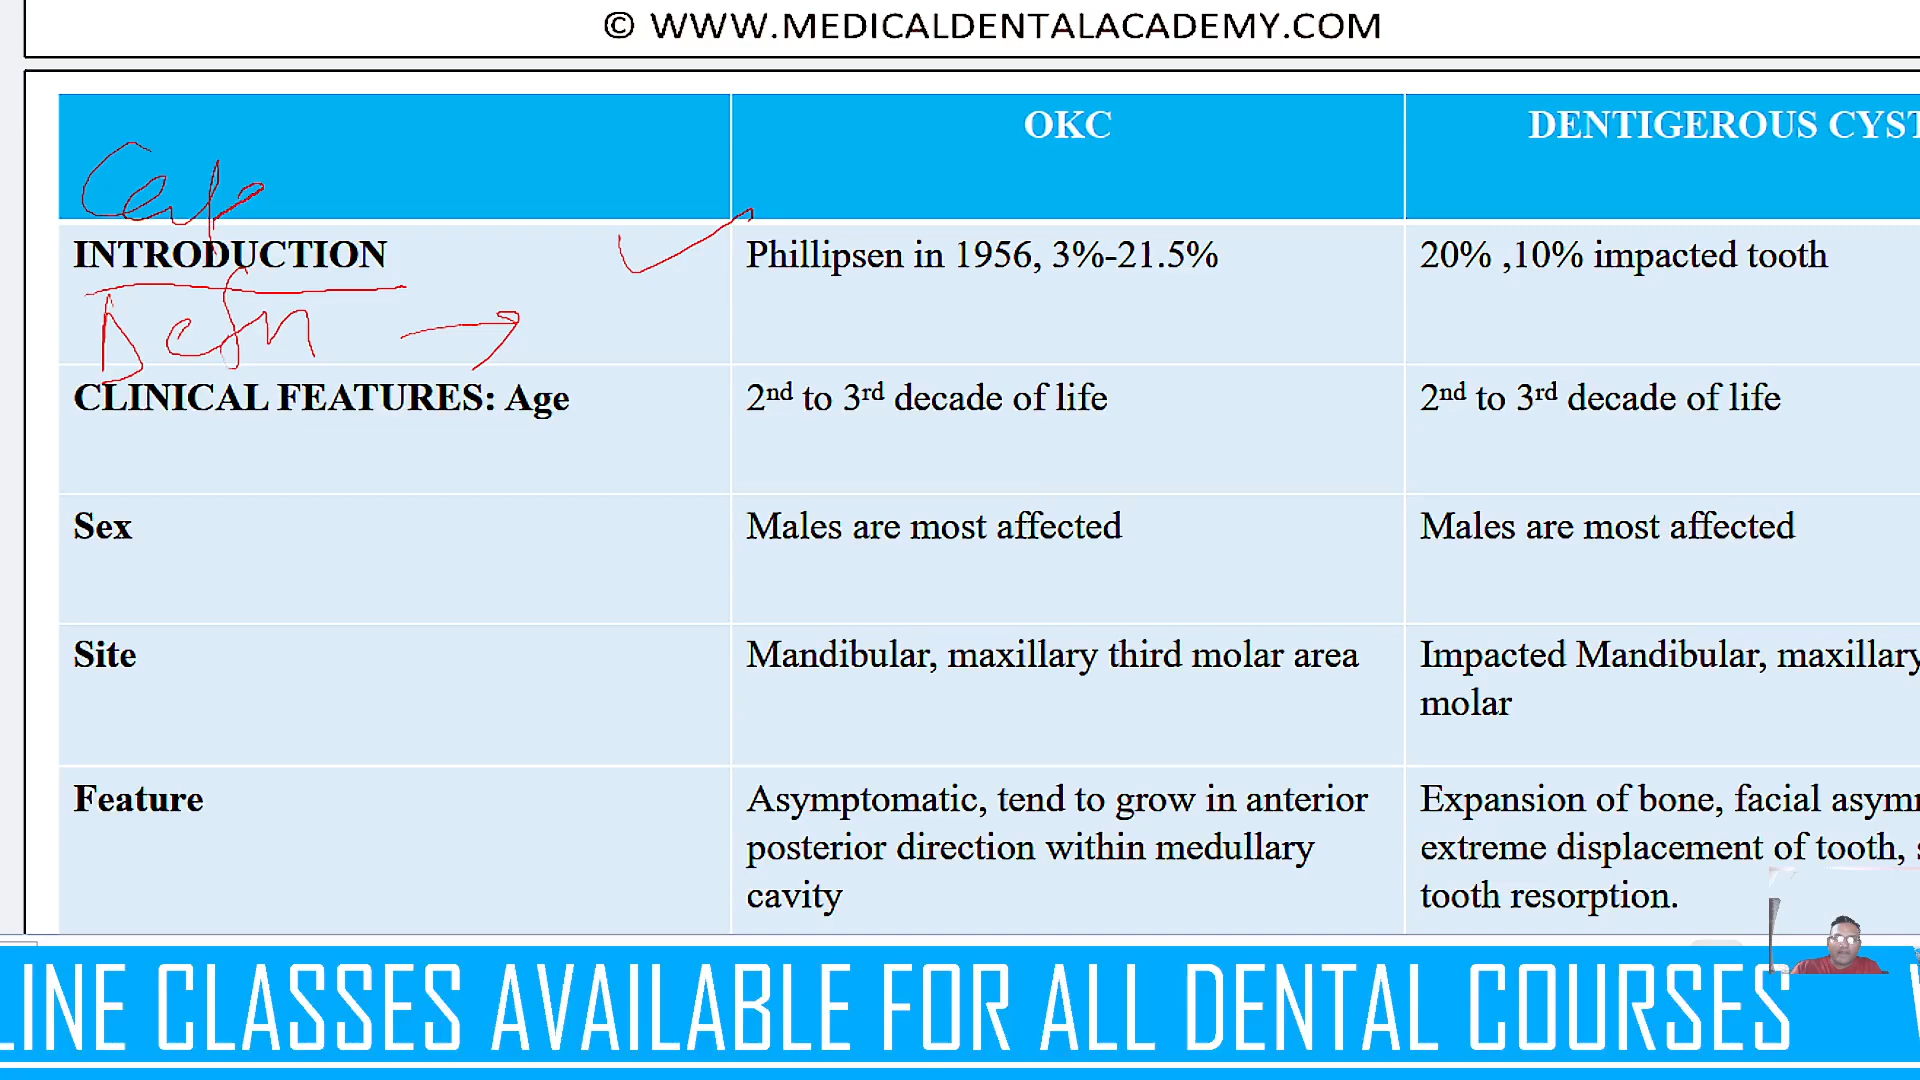 © WWW.MEDICALDENTALACADEMY.COM
OKC
DENTIGEROUS CYST
INTRODUCTION
Phillipsen in 1956, 3%-21.5%
20% ,10% impacted tooth
Defn
CLINICAL FEATURES: Age
2nd to 3rd decade of life
2nd to 3rd decade of life
Sex
Males are most affected
Males are most affected
Site
Mandibular, maxillary third molar area
Impacted Mandibular, maxillary
molar
Feature
Asymptomatic, tend to grow in anterior
posterior direction within medullary
cavity
Expansion of bone, facial
extreme displacement of tooth,
tooth resorption.
LINE CLASSES AVAILABLE FOR ALL DENTAL COURSES